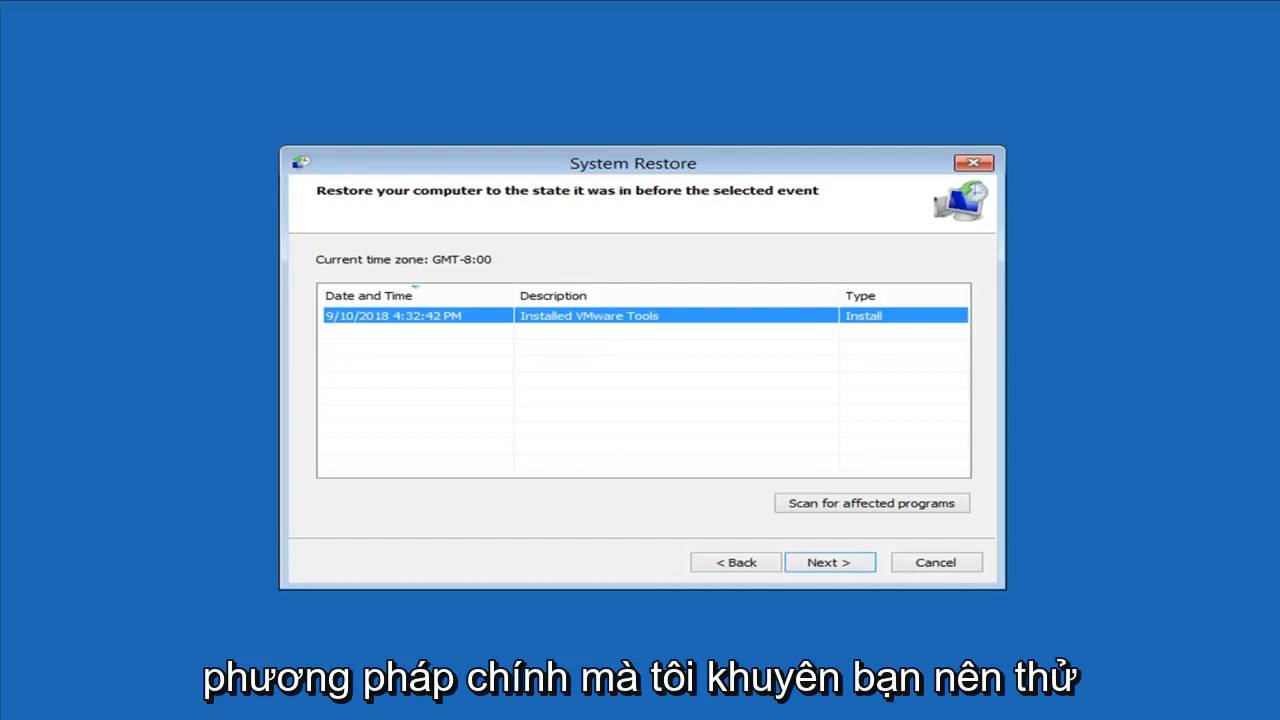 System Restore
Restore your computer to the state it was in before the selected event
Current time zone: GMT-8:00
Date and Time Description Type
9/10/2018 4:32:42 PM Installed VMware Tools Install
Scan for affected programs
< Back Next > Cancel
phương pháp chính mà tôi khuyên bạn nên thử